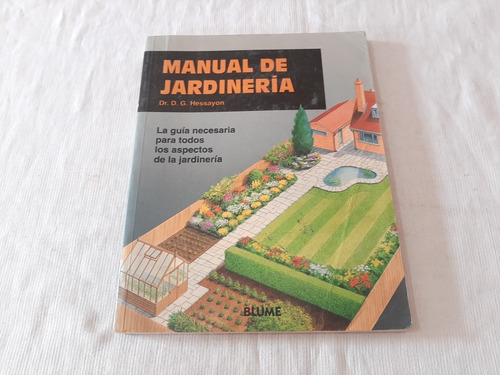 MANUAL DE
JARDINERÍA
Dr. D. G. Hessayon
La guía necesaria
para todos
los aspectos
de la jardinería
BLUME